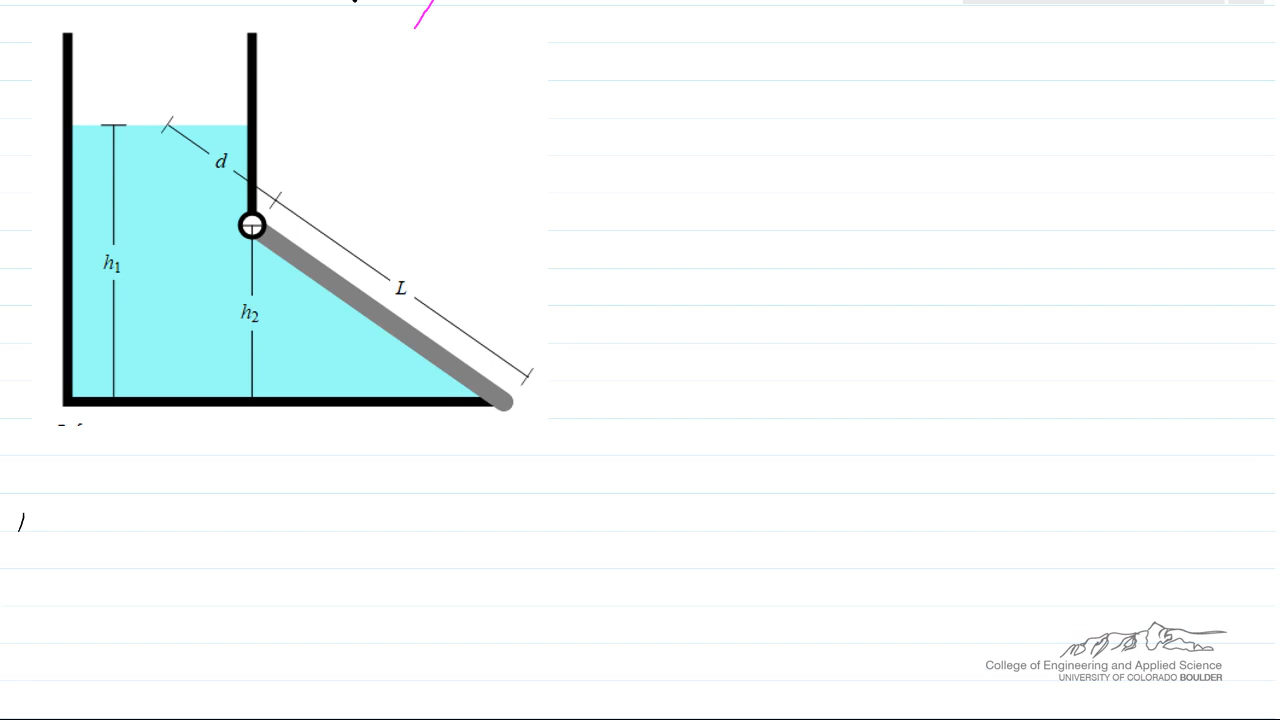 d
h₁
L
h₂
College of Engineering and Applied Science
UNIVERSITY OF COLORADO BOULDER